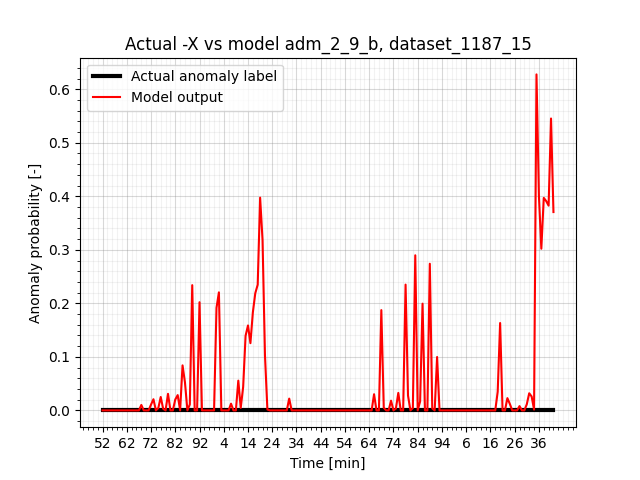 Actual -X vs model adm_2_9_b, dataset_1187_15
Actual anomaly label
Model output
Anomaly probability [-]
0.6
0.5
0.4
0.3
0.2
0.1
0.0
52 62 72 82 92 4 14 24 34 44 54 64 74 84 94 6 16 26 36
Time [min]